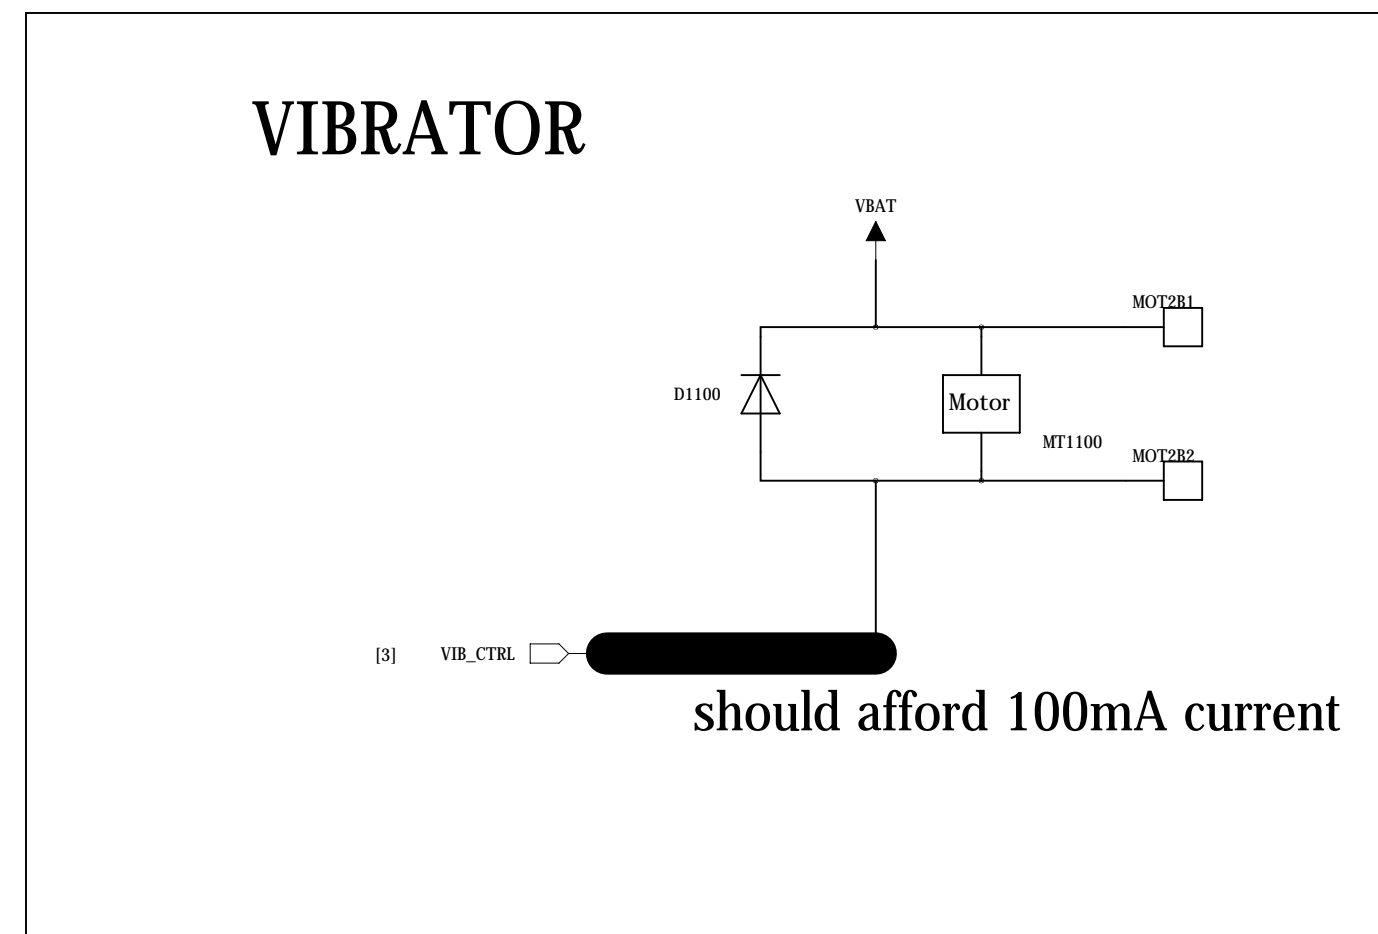 VIBRATOR
VBAT
MOT2B1
D1100
Motor
MT1100
MOT2B2
[3] VIB_CTRL
should afford 100mA current